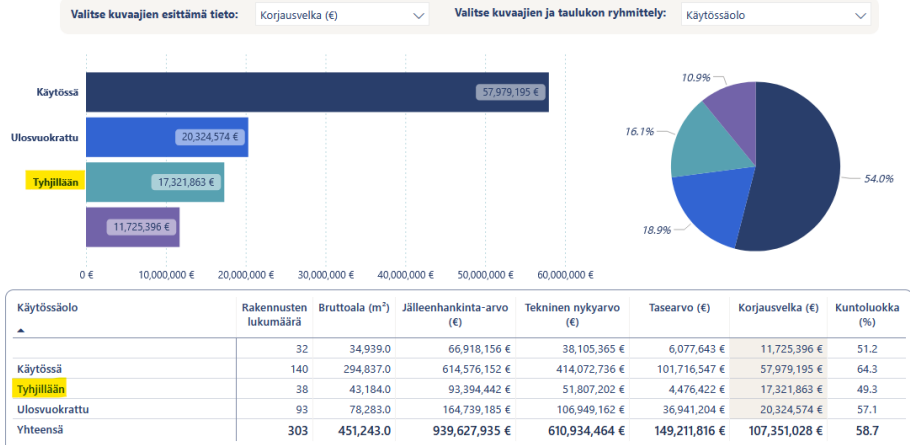 Valitse kuvaajien esittämä tieto: Korjausvelka (€) Valitse kuvaajien ja taulukon ryhmittely: Käytössäolo
Käytössä 57,979,195 €
Ulosvuokrattu 20,324,574 €
Tyhjillään 17,321,863 €
11,725,396 €
0 € 10,000,000 € 20,000,000 € 30,000,000 € 40,000,000 € 50,000,000 € 60,000,000 €
10.9%
16.1%
54.0%
18.9%
Käytössäolo Rakennusten lukumäärä Bruttoala (m²) Jälleenhankinta-arvo (€) Tekninen nykyarvo (€) Tasearvo (€) Korjausvelka (€) Kuntoluokka (%)
32 34,939.0 66,918,156 € 38,105,365 € 6,077,643 € 11,725,396 € 51.2
Käytössä 140 294,837.0 614,576,152 € 414,072,736 € 101,716,547 € 57,979,195 € 64.3
Tyhjillään 38 43,184.0 93,394,442 € 51,807,202 € 4,476,422 € 17,321,863 € 49.3
Ulosvuokrattu 93 78,283.0 164,739,185 € 106,949,162 € 36,941,204 € 20,324,574 € 57.1
Yhteensä 303 451,243.0 939,627,935 € 610,934,464 € 149,211,816 € 107,351,028 € 58.7